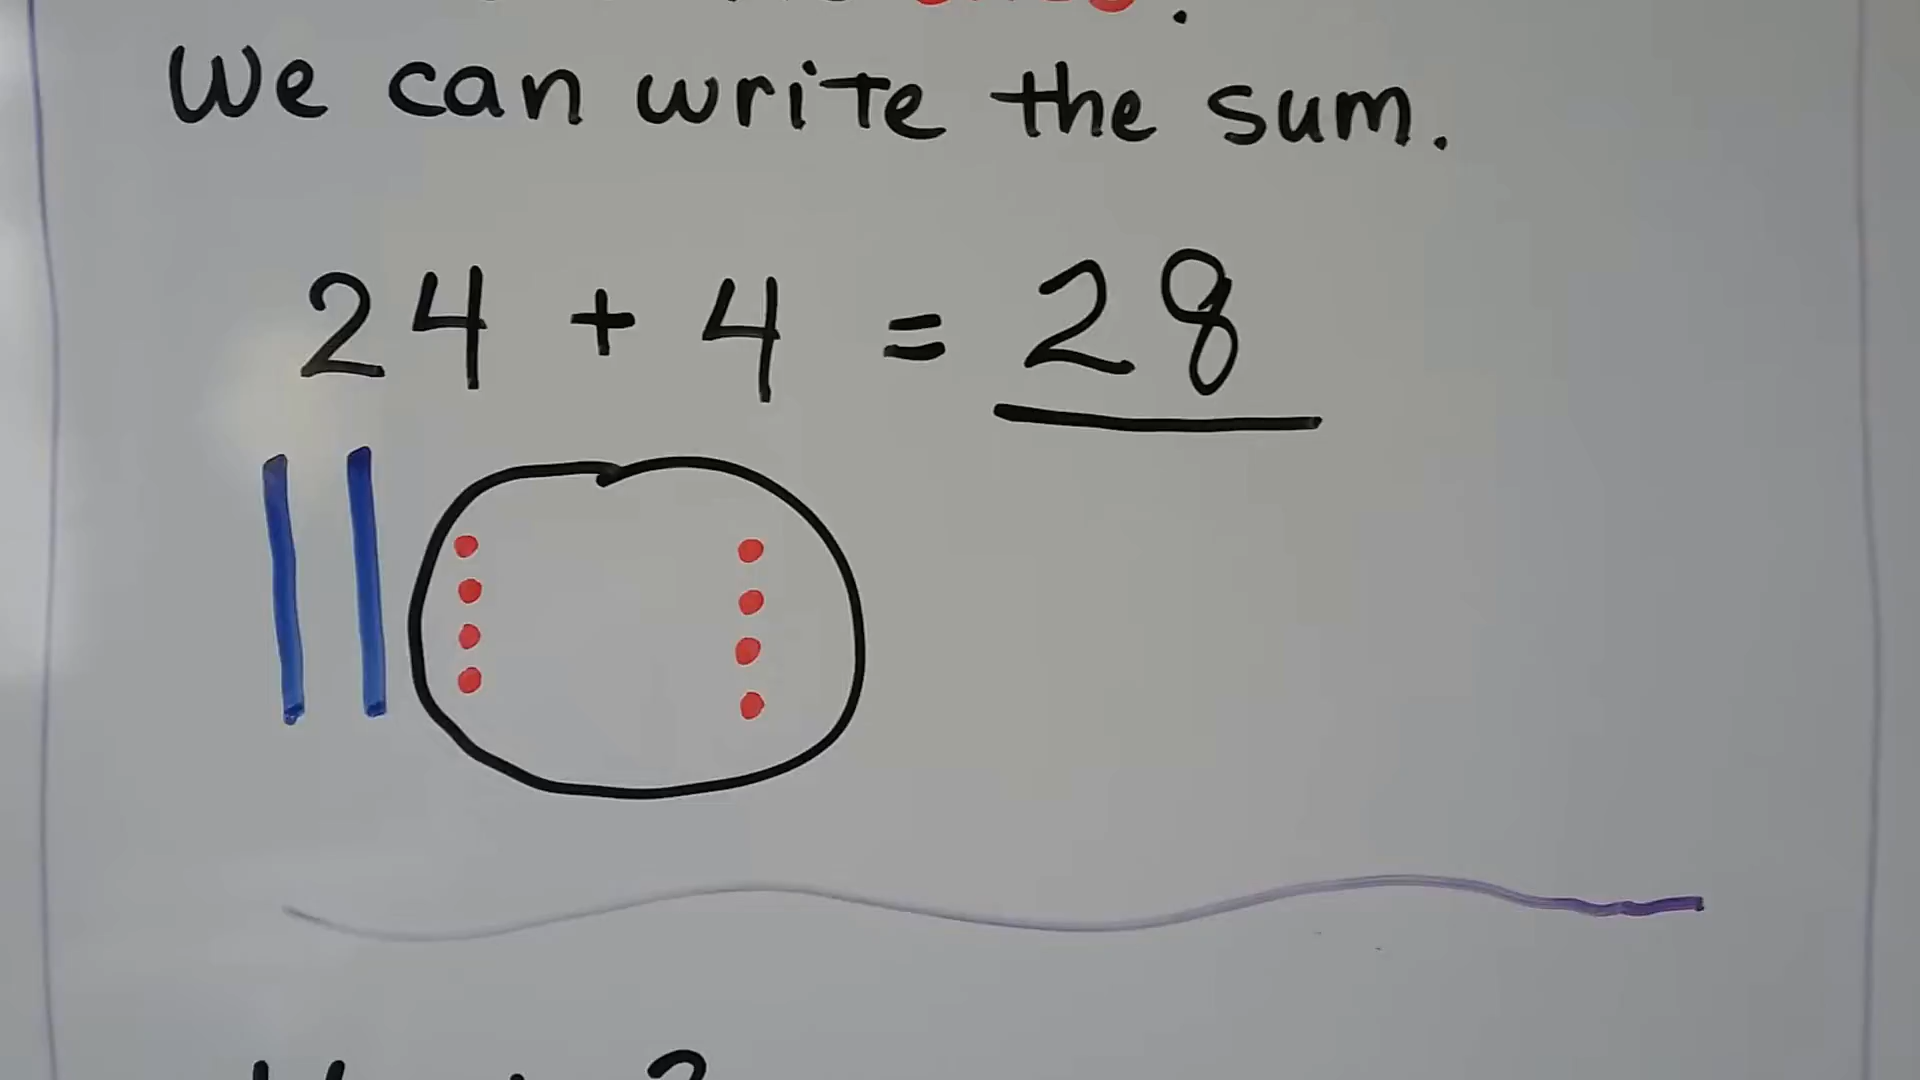 We can write the sum.
24 + 4 = 28